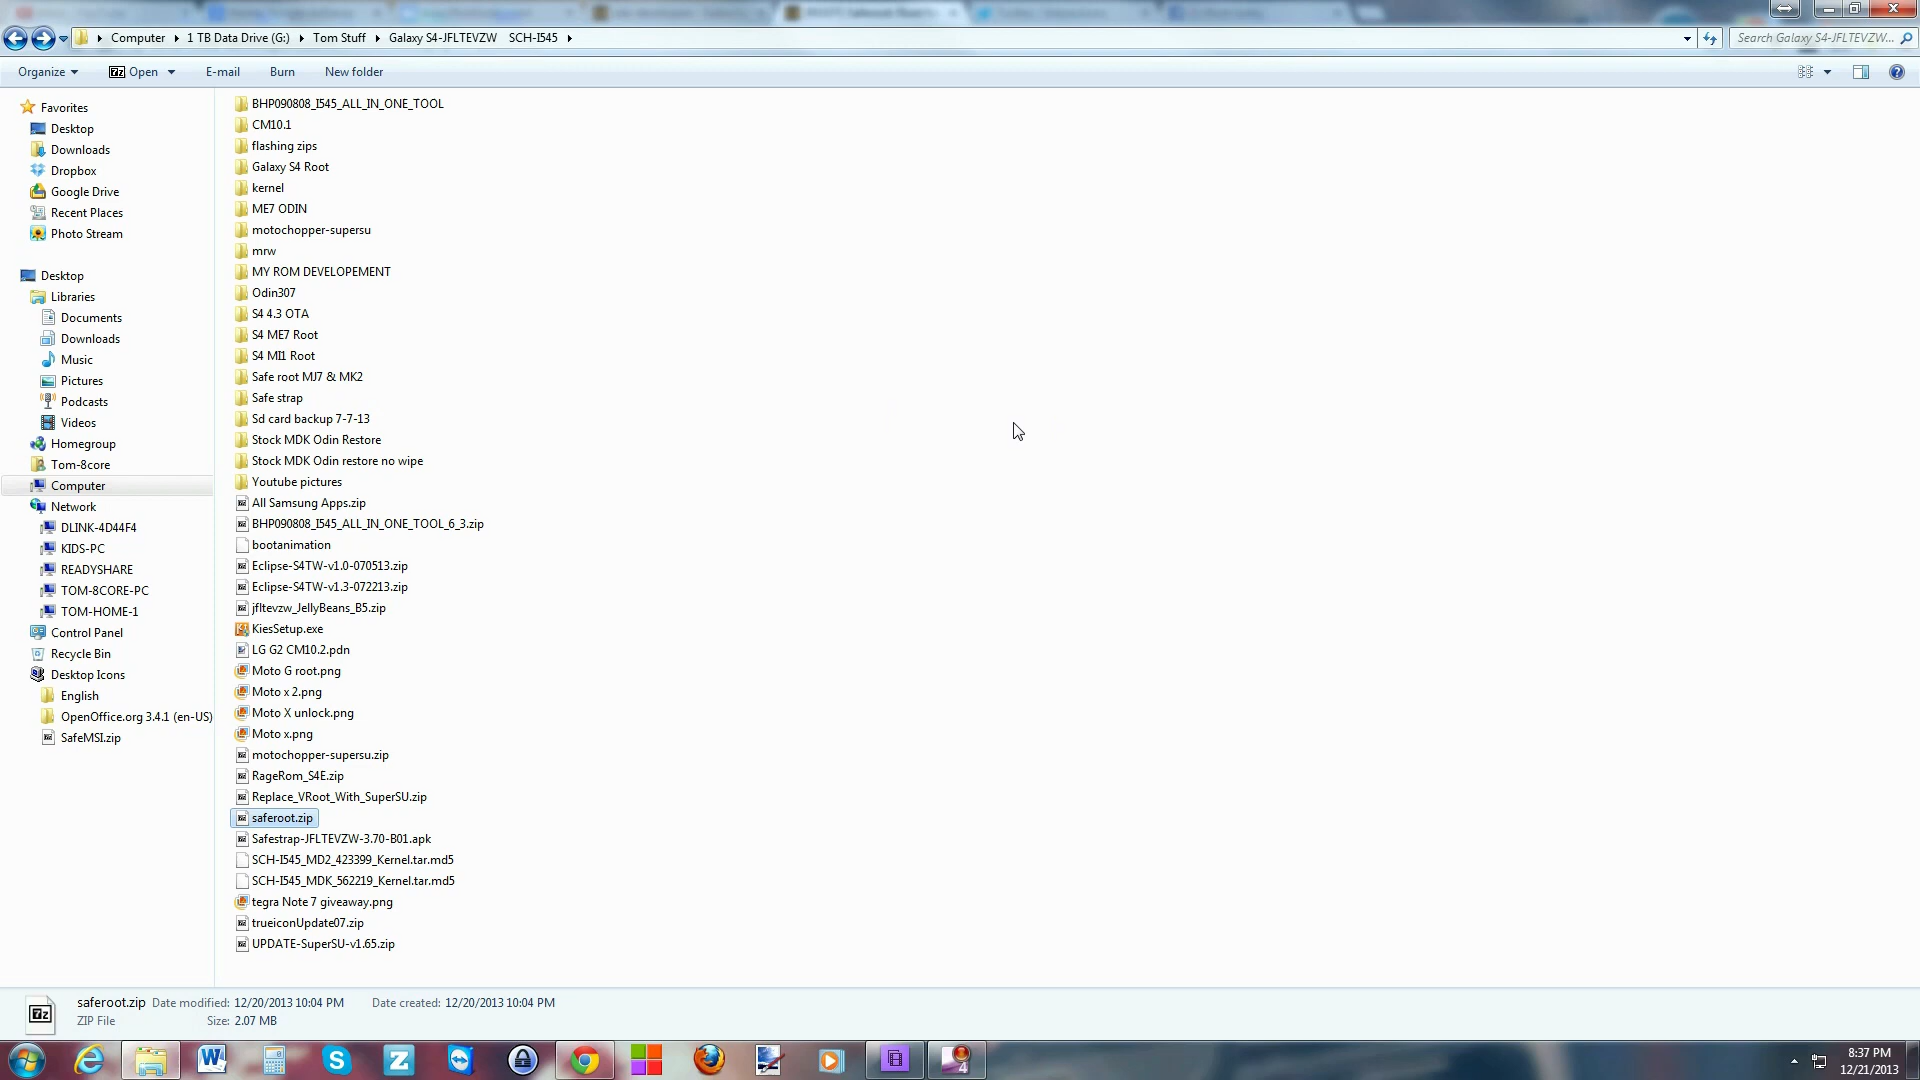 Computer 1 TB Data Drive (G:) Tom Stuff Galaxy S4-JFLTEVZW SCH-I545
Search Galaxy S4-JFLTEVZW...
Organize Open E-mail Burn New folder
Favorites
Desktop
Downloads
Dropbox
Google Drive
Recent Places
Photo Stream
Desktop
Libraries
Documents
Downloads
Music
Pictures
Podcasts
Videos
Homegroup
Tom-8core
Computer
Network
DLINK-4D44F4
KIDS-PC
READYSHARE
TOM-8CORE-PC
TOM-HOME-1
Control Panel
Recycle Bin
Desktop Icons
English
OpenOffice.org 3.4.1 (en-US)
SafeMSI.zip
BHP090808_I545_ALL_IN_ONE_TOOL
CM10.1
flashing zips
Galaxy S4 Root
kernel
ME7 ODIN
motochopper-supersu
mrw
MY ROM DEVELOPEMENT
Odin307
S4 4.3 OTA
S4 ME7 Root
S4 MI1 Root
Safe root MJ7 & MK2
Safe strap
Sd card backup 7-7-13
Stock MDK Odin Restore
Stock MDK Odin restore no wipe
Youtube pictures
All Samsung Apps.zip
BHP090808_I545_ALL_IN_ONE_TOOL_6_3.zip
bootanimation
Eclipse-S4TW-v1.0-070513.zip
Eclipse-S4TW-v1.3-072213.zip
jfltevzw_JellyBeans_B5.zip
KiesSetup.exe
LG G2 CM10.2.pdn
Moto G root.png
Moto x 2.png
Moto X unlock.png
Moto x.png
motochopper-supersu.zip
RageRom_S4E.zip
Replace_VRoot_With_SuperSU.zip
saferoot.zip
Safestrap-JFLTEVZW-3.70-B01.apk
SCH-I545_MD2_423399_Kernel.tar.md5
SCH-I545_MDK_562219_Kernel.tar.md5
tegra Note 7 giveaway.png
trueiconUpdate07.zip
UPDATE-SuperSU-v1.65.zip
saferoot.zip Date modified: 12/20/2013 10:04 PM Date created: 12/20/2013 10:04 PM
ZIP File Size: 2.07 MB
8:37 PM
12/21/2013